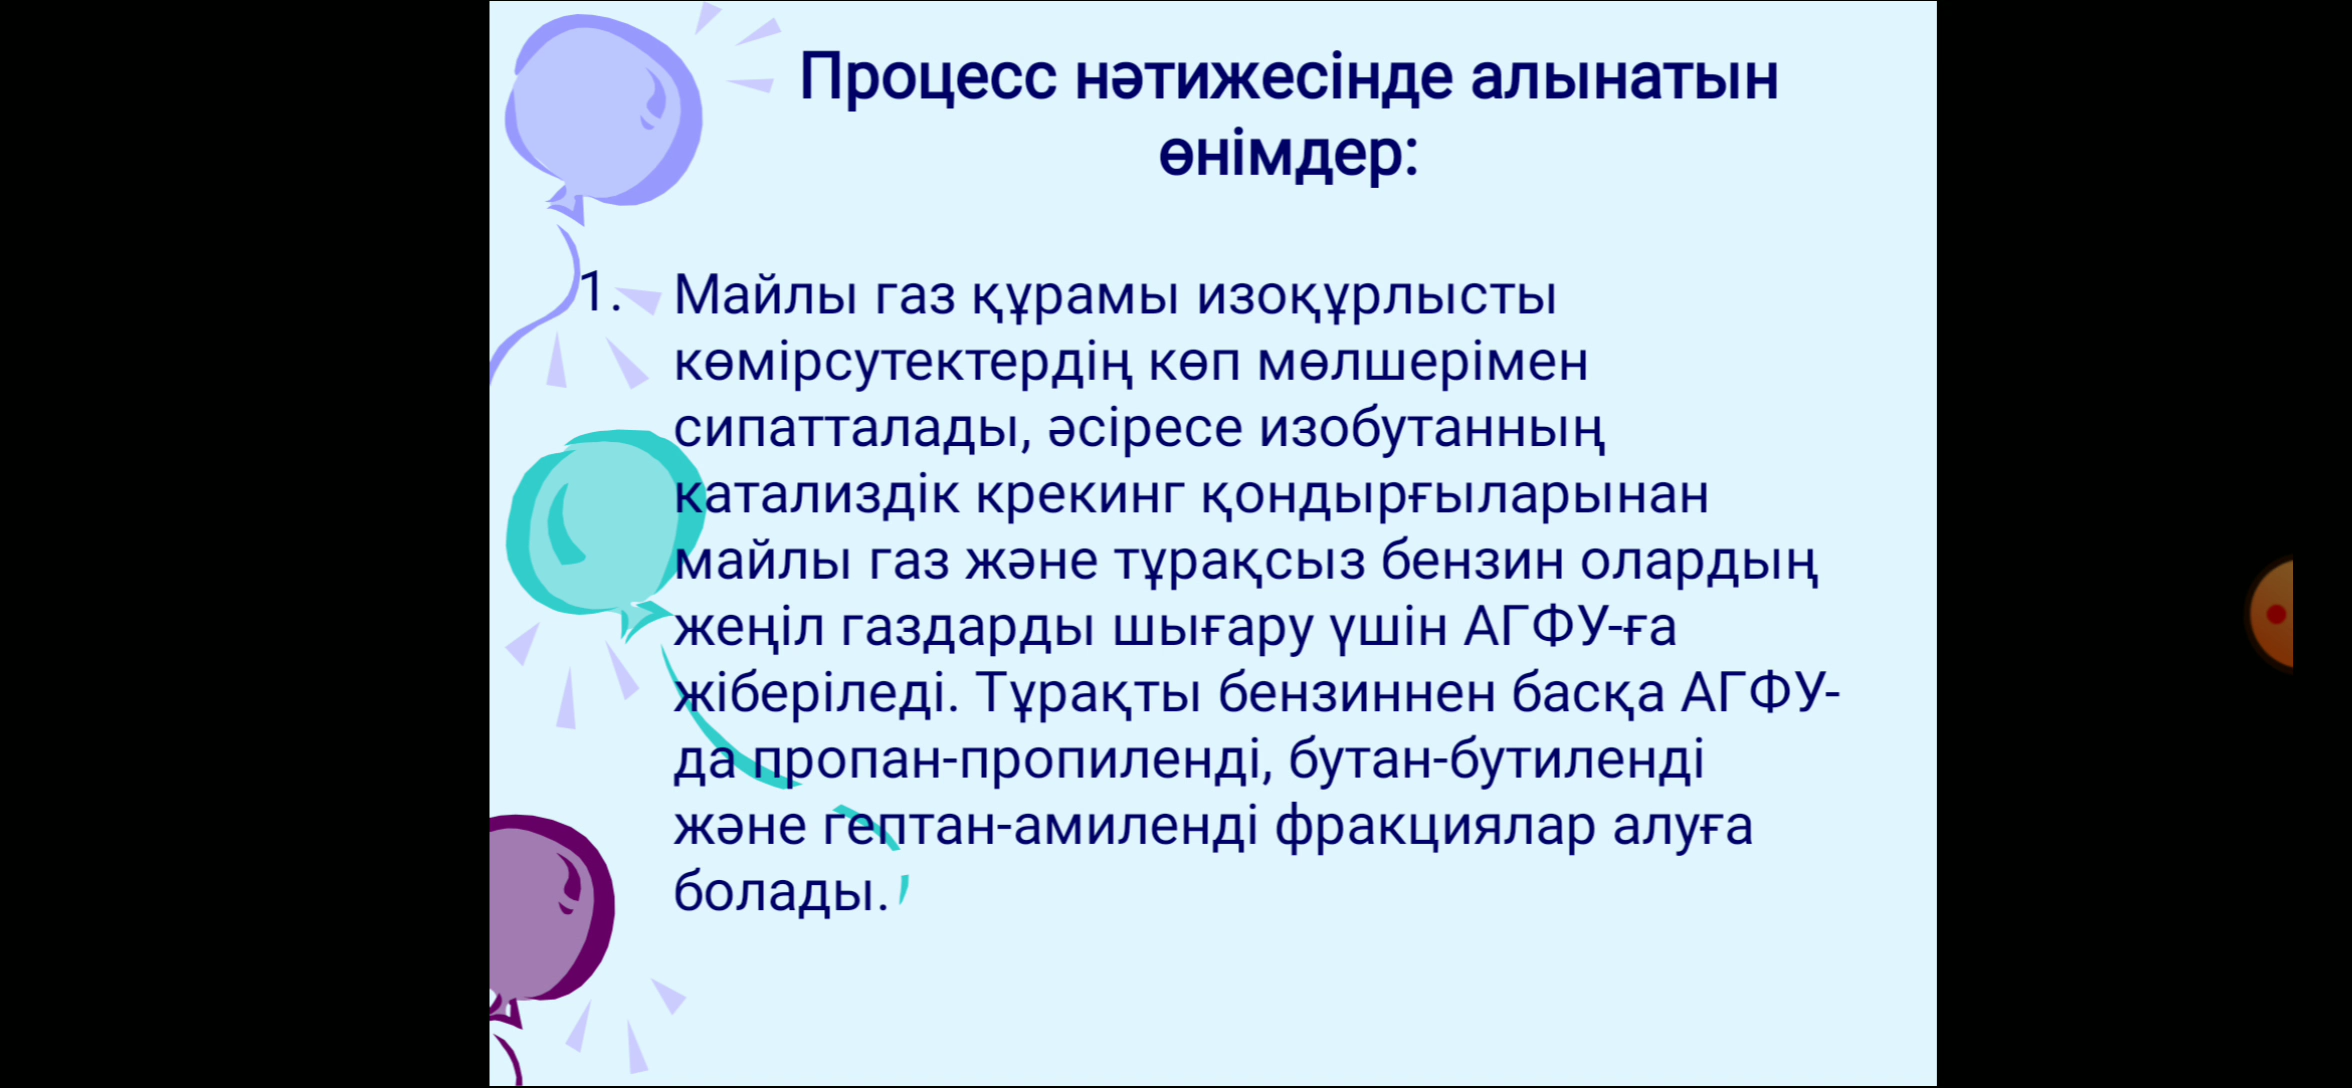 Процесс нәтижесінде алынатын
өнімдер:
1. Майлы газ құрамы изоқұрлысты
көмірсутектердің көп мөлшерімен
сипатталады, әсіресе изобутанның
катализдік крекинг қондырғыларынан
майлы газ және тұрақсыз бензин олардың
жеңіл газдарды шығару үшін АГФУ-ға
жіберіледі. Тұрақты бензиннен басқа АГФУ-
да пропан-пропиленді, бутан-бутиленді
және гептан-амиленді фракциялар алуға
болады.